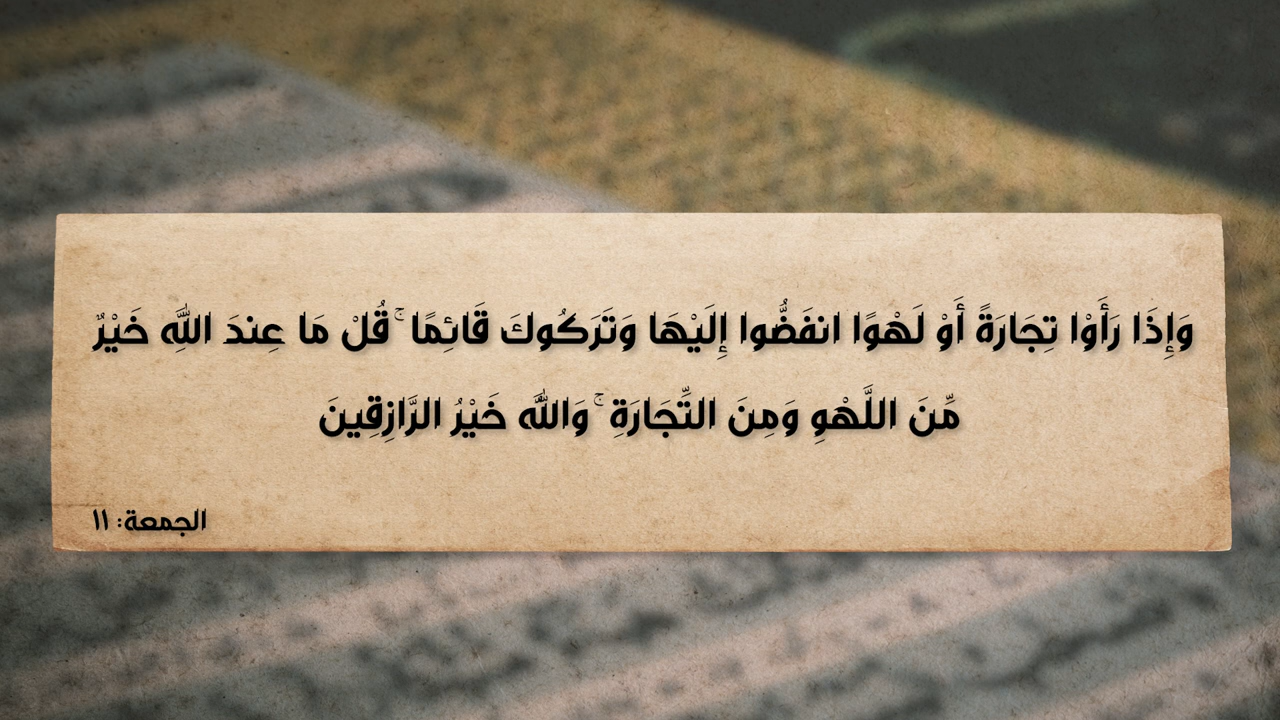 وَإِذَا رَأَوْا تِجَارَةً أَوْ لَهْوًا انفَضُّوا إِلَيْهَا وَتَرَكُوكَ قَائِمًا ۚ قُلْ مَا عِندَ اللَّهِ خَيْرٌ
مِّنَ اللَّهْوِ وَمِنَ التِّجَارَةِ ۚ وَاللَّهُ خَيْرُ الرَّازِقِينَ
الجمعة: ١١